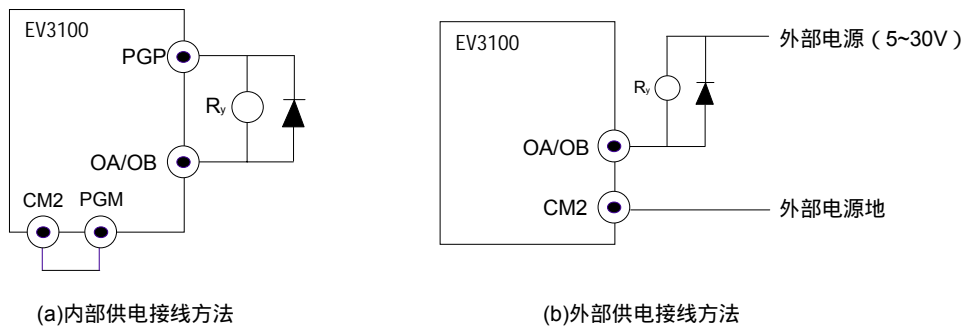 EV3100
PGP
Ry
OA/OB
CM2 PGM
(a)内部供电接线方法
EV3100
外部电源（5~30V）
Ry
OA/OB
CM2
外部电源地
(b)外部供电接线方法